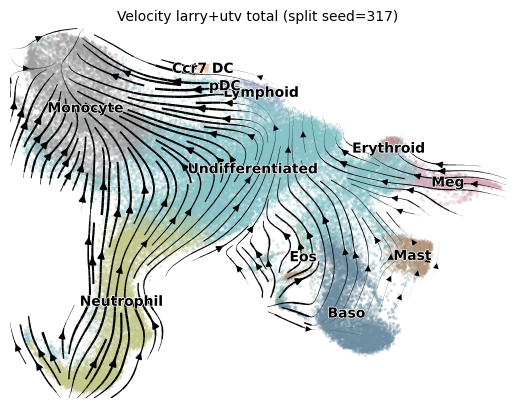 Velocity larry+utv total (split seed=317)
Ccr7 DC
pDC
Lymphoid
Monocyte
Erythroid
Undifferentiated
Meg
Eos
Mast
Neutrophil
Baso